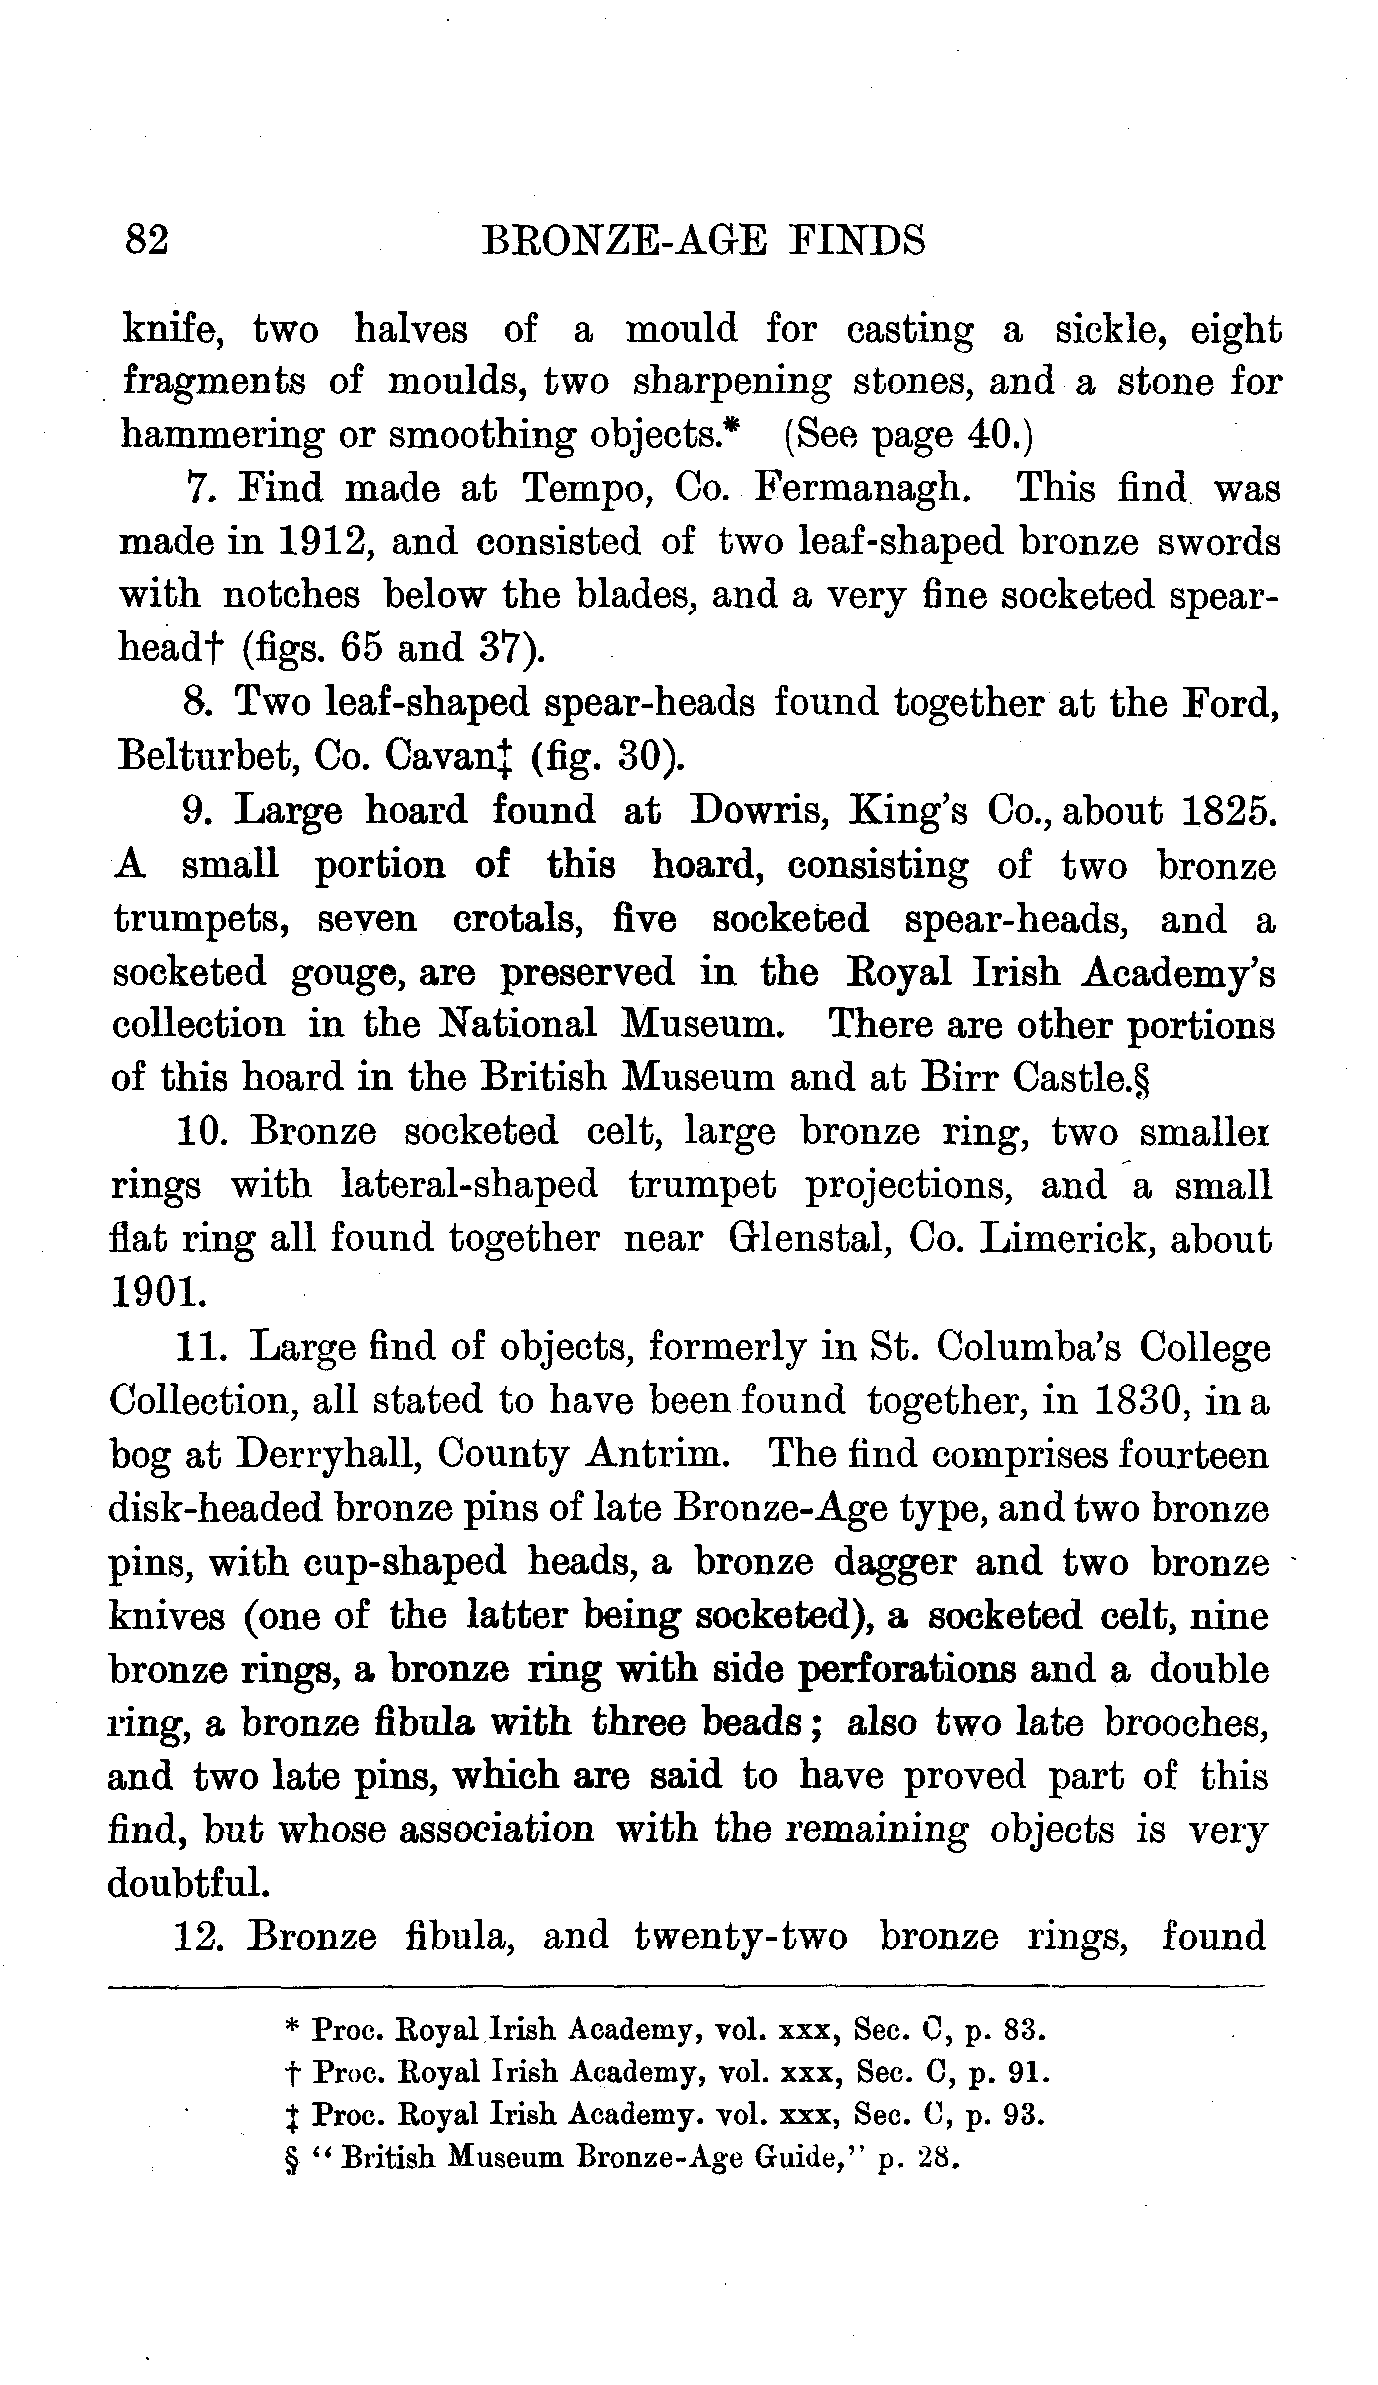 82 BRONZE-AGE FINDS
knife, two halves of a mould for casting a sickle, eight
fragments of moulds, two sharpening stones, and a stone for
hammering or smoothing objects.* (See page 40.)
7. Find made at Tempo, Co. Fermanagh. This find was
made in 1912, and consisted of two leaf-shaped bronze swords
with notches below the blades, and a very fine socketed spear-
head† (figs. 65 and 37).
8. Two leaf-shaped spear-heads found together at the Ford,
Belturbet, Co. Cavan‡ (fig. 30).
9. Large hoard found at Dowris, King's Co., about 1825.
A small portion of this hoard, consisting of two bronze
trumpets, seven crotals, five socketed spear-heads, and a
socketed gouge, are preserved in the Royal Irish Academy's
collection in the National Museum. There are other portions
of this hoard in the British Museum and at Birr Castle.§
10. Bronze socketed celt, large bronze ring, two smaller
rings with lateral-shaped trumpet projections, and a small
flat ring all found together near Glenstal, Co. Limerick, about
1901.
11. Large find of objects, formerly in St. Columba's College
Collection, all stated to have been found together, in 1830, in a
bog at Derryhall, County Antrim. The find comprises fourteen
disk-headed bronze pins of late Bronze-Age type, and two bronze
pins, with cup-shaped heads, a bronze dagger and two bronze
knives (one of the latter being socketed), a socketed celt, nine
bronze rings, a bronze ring with side perforations and a double
ring, a bronze fibula with three beads; also two late brooches,
and two late pins, which are said to have proved part of this
find, but whose association with the remaining objects is very
doubtful.
12. Bronze fibula, and twenty-two bronze rings, found
* Proc. Royal Irish Academy, vol. xxx, Sec. C, p. 83.
† Proc. Royal Irish Academy, vol. xxx, Sec. C, p. 91.
‡ Proc. Royal Irish Academy. vol. xxx, Sec. C, p. 93.
§ "British Museum Bronze-Age Guide," p. 28.